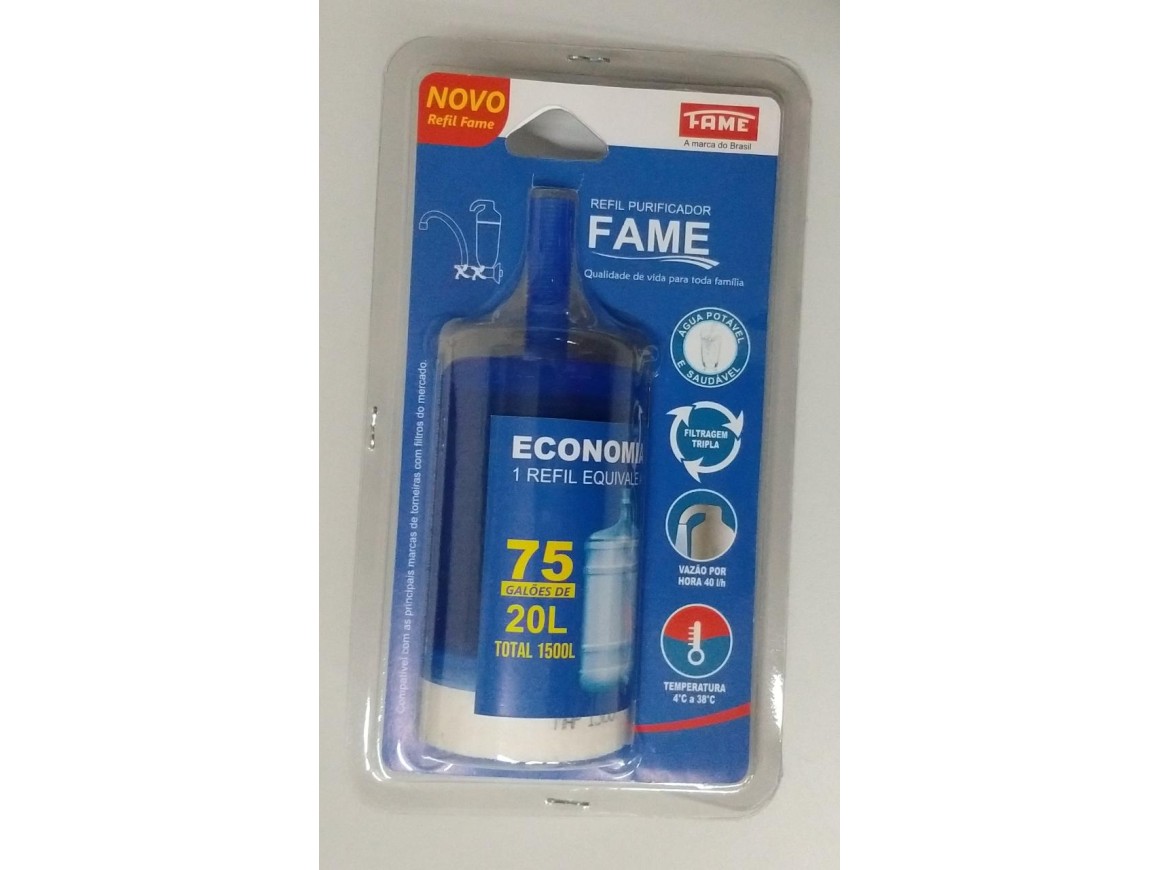 NOVO
Refil Fame
FAME
A marca do Brasil
REFIL PURIFICADOR
FAME
Qualidade de vida para toda família
ÁGUA POTÁVEL
E SAUDÁVEL
FILTRAGEM
TRIPLA
VAZÃO POR
HORA 40 l/h
TEMPERATURA
4°C a 38°C
Compatível com as principais marcas de torneiras com filtros do mercado.
ECONOMIA
1 REFIL EQUIVALE A
75
GALÕES DE
20L
TOTAL 1500L